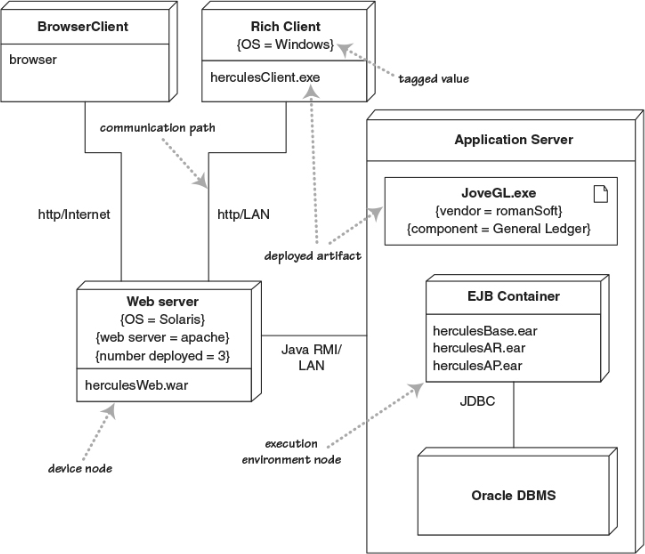 BrowserClient
browser
Rich Client
{OS = Windows}
herculesClient.exe
tagged value
communication path
Application Server
JoveGL.exe
{vendor = romanSoft}
{component = General Ledger}
http/Internet
http/LAN
deployed artifact
Web server
{OS = Solaris}
{web server = apache}
{number deployed = 3}
herculesWeb.war
Java RMI/
LAN
EJB Container
herculesBase.ear
herculesAR.ear
herculesAP.ear
JDBC
device node
execution
environment node
Oracle DBMS